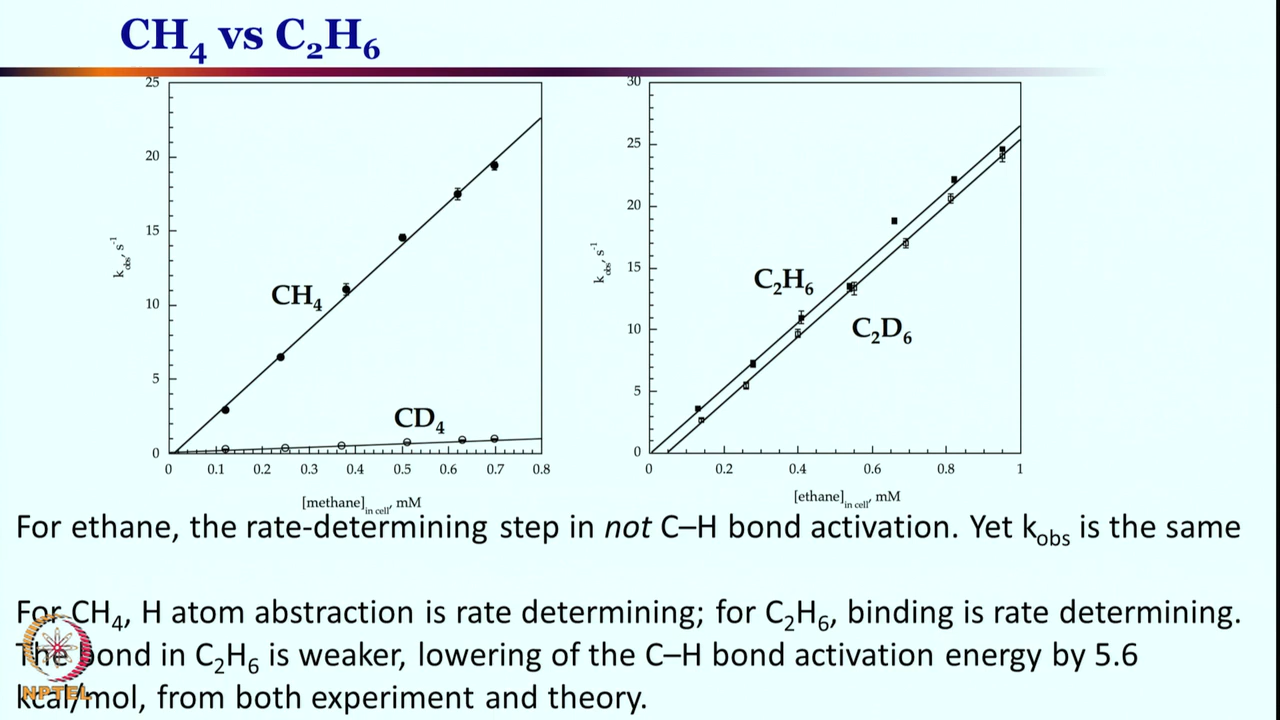 CH₄ vs C₂H₆
25
20
15
10
5
0
k_obs, s⁻¹
CH₄
CD₄
0 0.1 0.2 0.3 0.4 0.5 0.6 0.7 0.8
[methane]_in cell, mM
30
25
20
15
10
5
0
k_obs, s⁻¹
C₂H₆
C₂D₆
0 0.2 0.4 0.6 0.8 1
[ethane]_in cell, mM
For ethane, the rate-determining step in not C–H bond activation. Yet k_obs is the same
For CH₄, H atom abstraction is rate determining; for C₂H₆, binding is rate determining.
The bond in C₂H₆ is weaker, lowering of the C–H bond activation energy by 5.6
kcal/mol, from both experiment and theory.
NPTEL